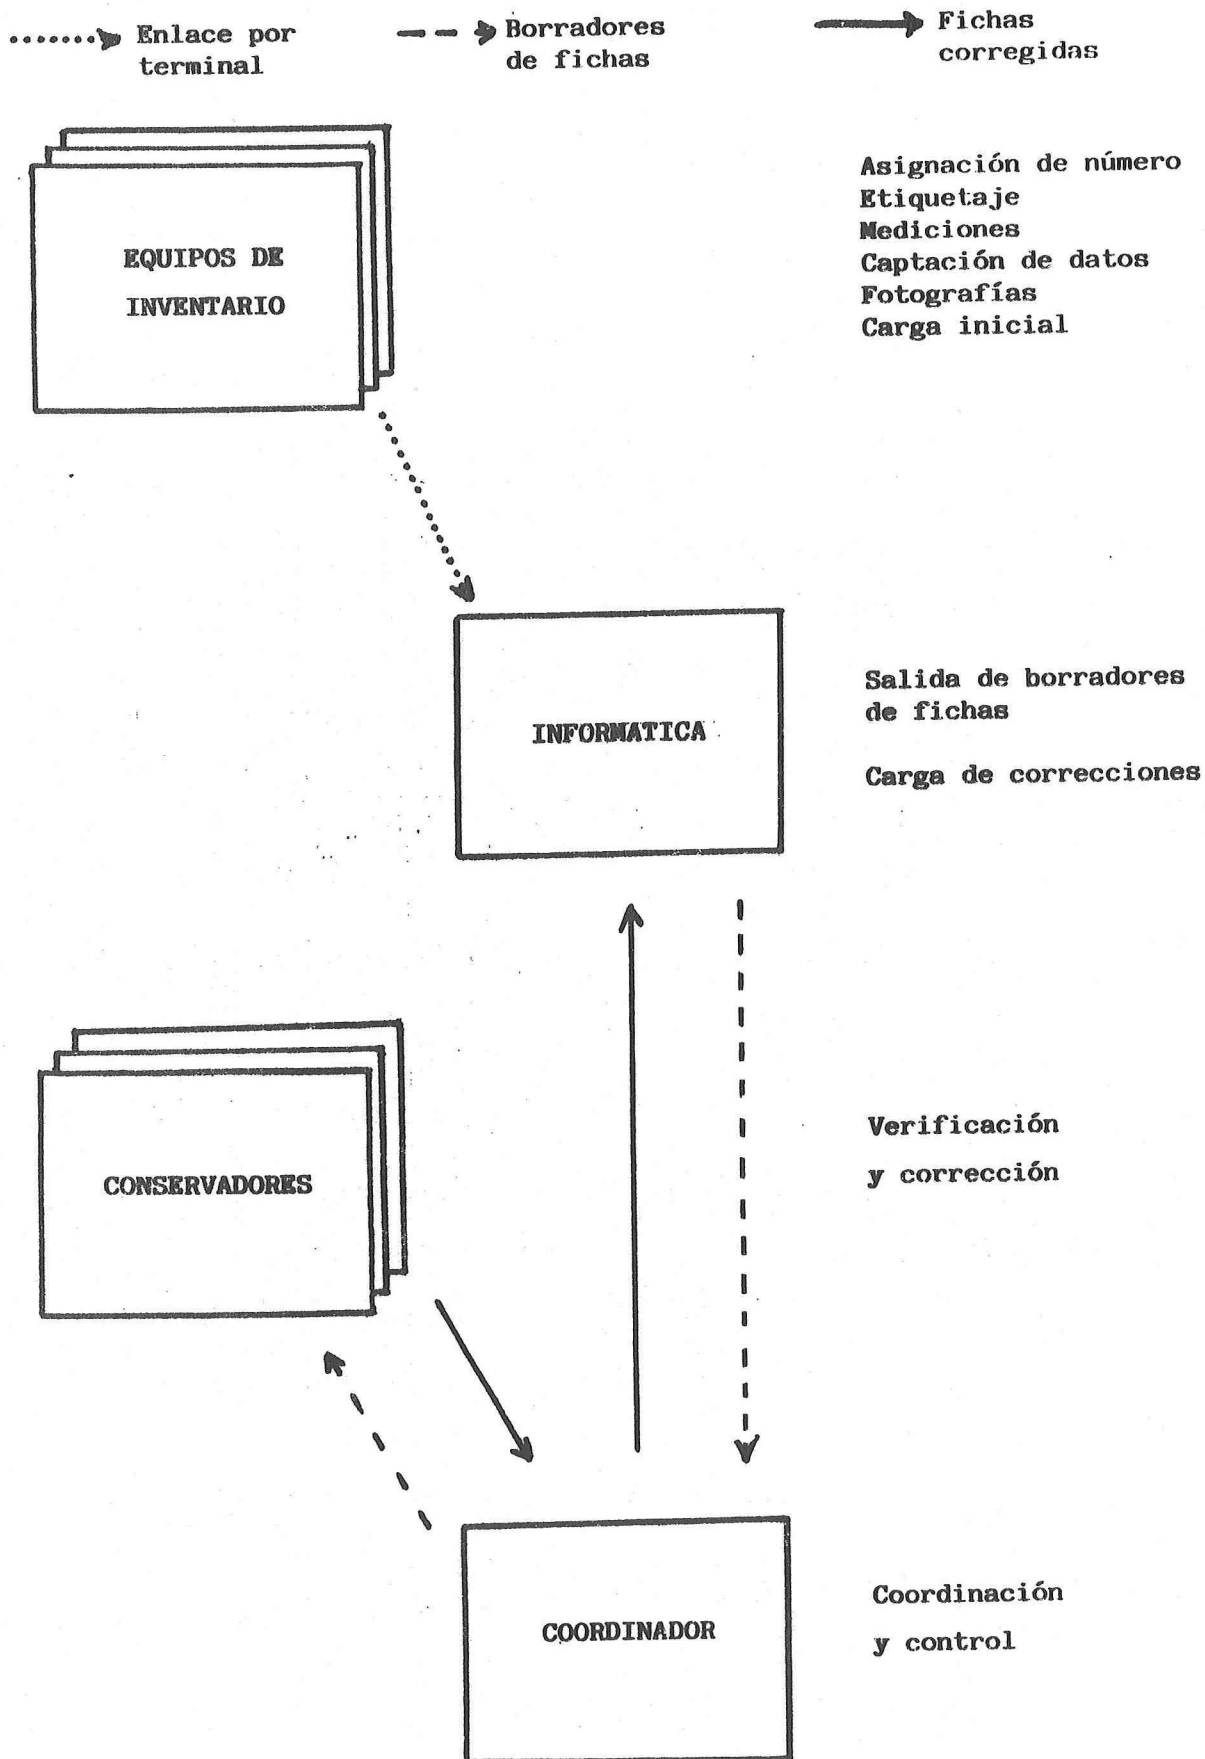 Enlace por
terminal
Borradores
de fichas
Fichas
corregidas
EQUIPOS DE
INVENTARIO
Asignación de número
Etiquetaje
Mediciones
Captación de datos
Fotografías
Carga inicial
INFORMATICA
Salida de borradores
de fichas
Carga de correcciones
CONSERVADORES
Verificación
y corrección
COORDINADOR
Coordinación
y control